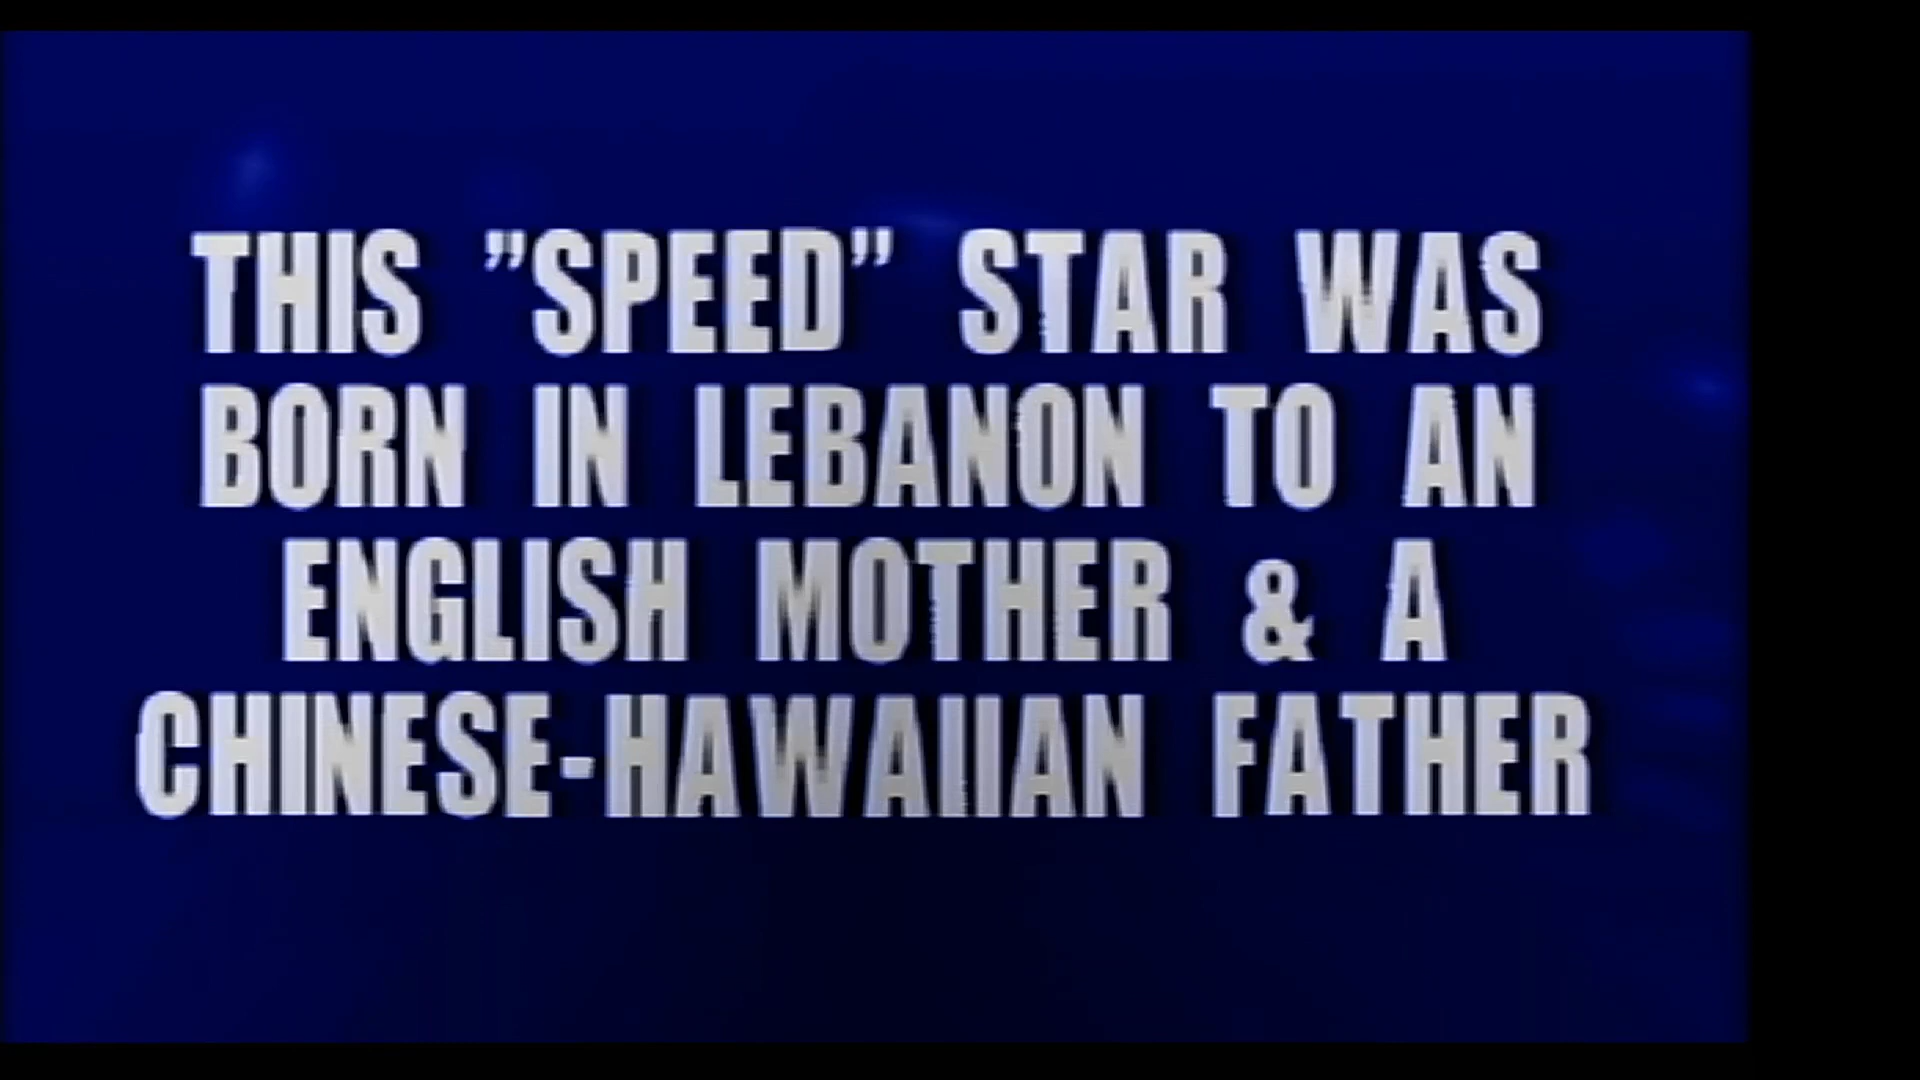 THIS "SPEED" STAR WAS
BORN IN LEBANON TO AN
ENGLISH MOTHER & A
CHINESE-HAWAIIAN FATHER